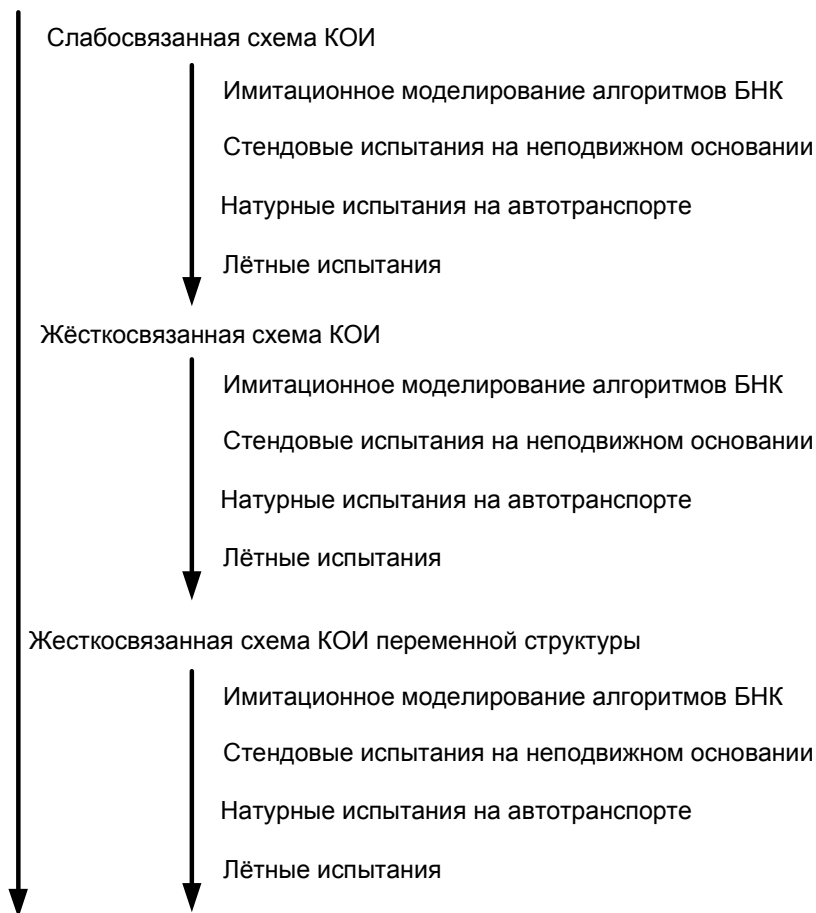 Слабосвязанная схема КОИ
Имитационное моделирование алгоритмов БНК
Стендовые испытания на неподвижном основании
Натурные испытания на автотранспорте
Лётные испытания
Жёсткосвязанная схема КОИ
Имитационное моделирование алгоритмов БНК
Стендовые испытания на неподвижном основании
Натурные испытания на автотранспорте
Лётные испытания
Жесткосвязанная схема КОИ переменной структуры
Имитационное моделирование алгоритмов БНК
Стендовые испытания на неподвижном основании
Натурные испытания на автотранспорте
Лётные испытания